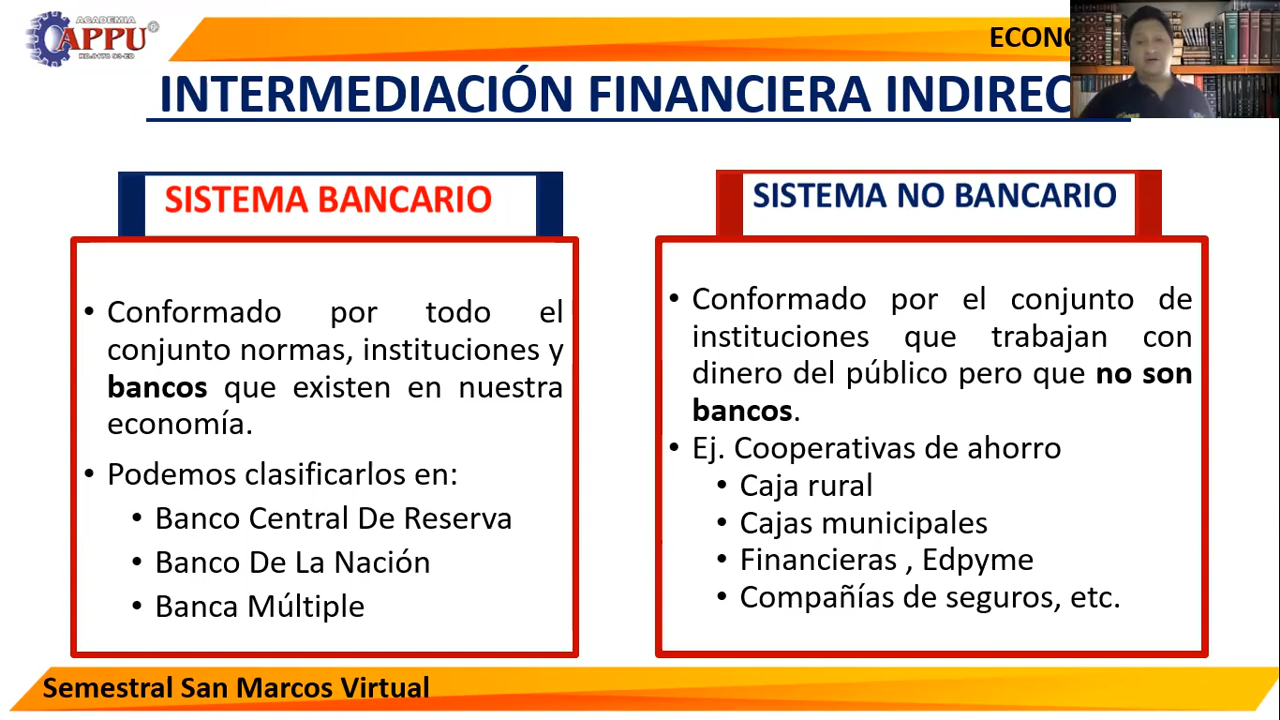 ACADEMIA
APPU
ECONO
INTERMEDIACIÓN FINANCIERA INDIREC
SISTEMA BANCARIO
• Conformado por todo el
conjunto normas, instituciones y
bancos que existen en nuestra
economía.
• Podemos clasificarlos en:
• Banco Central De Reserva
• Banco De La Nación
• Banca Múltiple
SISTEMA NO BANCARIO
• Conformado por el conjunto de
instituciones que trabajan con
dinero del público pero que no son
bancos.
• Ej. Cooperativas de ahorro
• Caja rural
• Cajas municipales
• Financieras , Edpyme
• Compañías de seguros, etc.
Semestral San Marcos Virtual